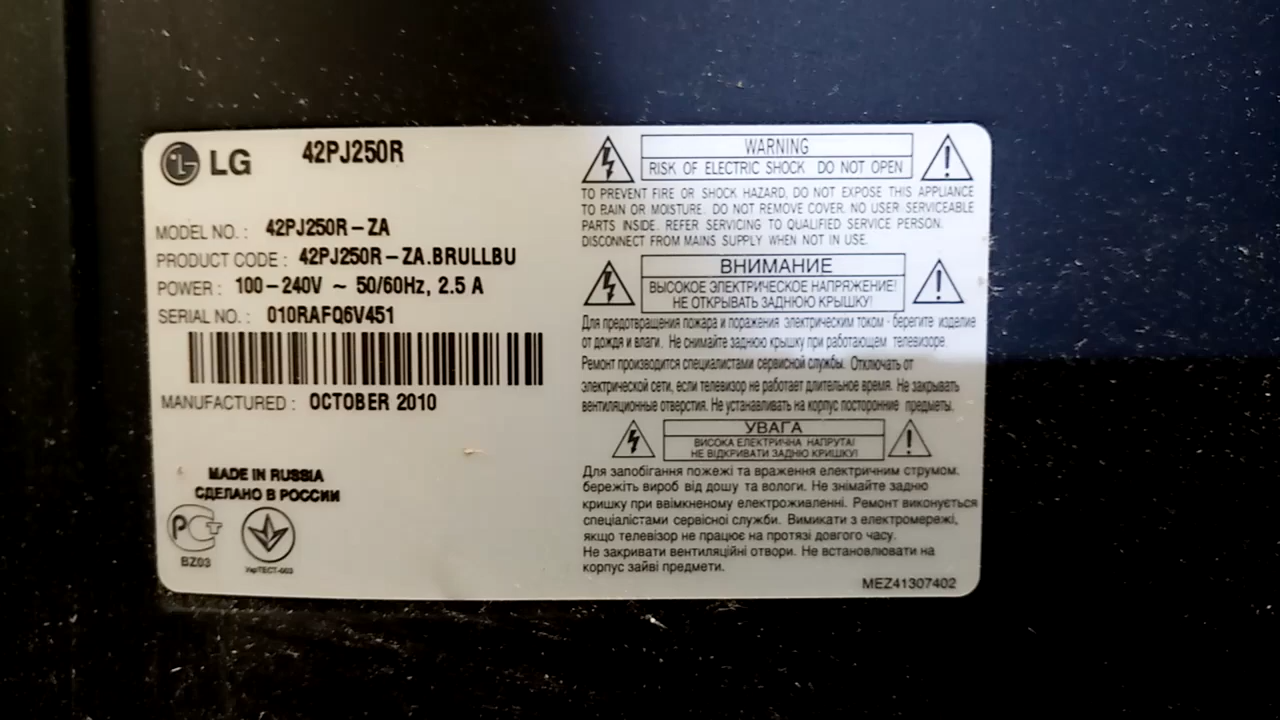 LG 42PJ250R
MODEL NO. : 42PJ250R-ZA
PRODUCT CODE : 42PJ250R-ZA.BRULLBU
POWER : 100-240V ~ 50/60Hz, 2.5 A
SERIAL NO. : 010RAFQ6V451
MANUFACTURED : OCTOBER 2010
MADE IN RUSSIA
СДЕЛАНО В РОССИИ
РСТ
BZ03
УкрТЕСТ-003
WARNING
RISK OF ELECTRIC SHOCK DO NOT OPEN
TO PREVENT FIRE OR SHOCK HAZARD, DO NOT EXPOSE THIS APPLIANCE
TO RAIN OR MOISTURE. DO NOT REMOVE COVER. NO USER SERVICEABLE
PARTS INSIDE. REFER SERVICING TO QUALIFIED SERVICE PERSON.
DISCONNECT FROM MAINS SUPPLY WHEN NOT IN USE.
ВНИМАНИЕ
ВЫСОКОЕ ЭЛЕКТРИЧЕСКОЕ НАПРЯЖЕНИЕ!
НЕ ОТКРЫВАТЬ ЗАДНЮЮ КРЫШКУ!
Для предотвращения пожара и поражения электрическим током - берегите изделие
от дождя и влаги. Не снимайте заднюю крышку при работающем телевизоре.
Ремонт производится специалистами сервисной службы. Отключать от
электрической сети, если телевизор не работает длительное время. Не закрывать
вентиляционные отверстия. Не устанавливать на корпус посторонние предметы.
УВАГА
ВИСОКА ЕЛЕКТРИЧНА НАПРУГА!
НЕ ВІДКРИВАТИ ЗАДНЮ КРИШКУ!
Для запобігання пожежі та враження електричним струмом.
бережіть виріб від дошу та вологи. Не знімайте задню
кришку при ввімкненому електроживленні. Ремонт виконується
спеціалістами сервісної служби. Вимикати з електромережі,
якщо телевізор не працює на протязі довгого часу.
Не закривати вентиляційні отвори. Не встановлювати на
корпус зайві предмети.
MEZ41307402